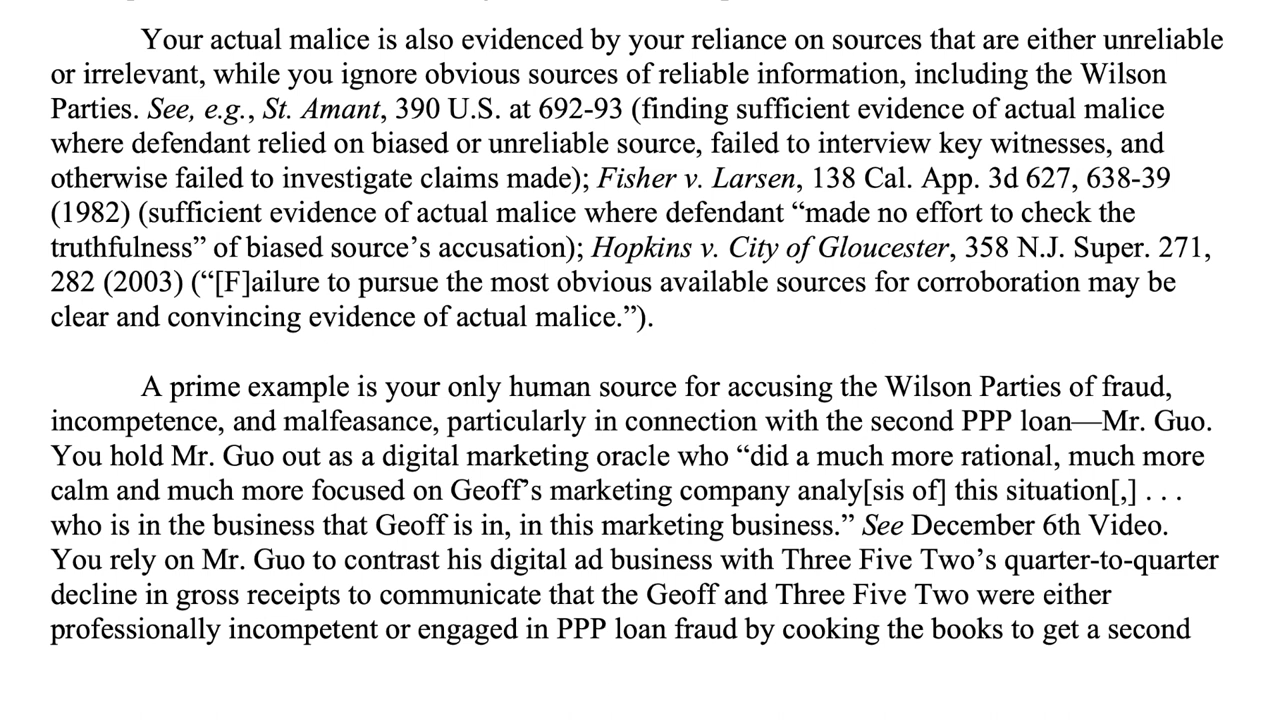 Your actual malice is also evidenced by your reliance on sources that are either unreliable
or irrelevant, while you ignore obvious sources of reliable information, including the Wilson
Parties. See, e.g., St. Amant, 390 U.S. at 692-93 (finding sufficient evidence of actual malice
where defendant relied on biased or unreliable source, failed to interview key witnesses, and
otherwise failed to investigate claims made); Fisher v. Larsen, 138 Cal. App. 3d 627, 638-39
(1982) (sufficient evidence of actual malice where defendant “made no effort to check the
truthfulness” of biased source’s accusation); Hopkins v. City of Gloucester, 358 N.J. Super. 271,
282 (2003) (“[F]ailure to pursue the most obvious available sources for corroboration may be
clear and convincing evidence of actual malice.”).
A prime example is your only human source for accusing the Wilson Parties of fraud,
incompetence, and malfeasance, particularly in connection with the second PPP loan—Mr. Guo.
You hold Mr. Guo out as a digital marketing oracle who “did a much more rational, much more
calm and much more focused on Geoff’s marketing company analy[sis of] this situation[,] . . .
who is in the business that Geoff is in, in this marketing business.” See December 6th Video.
You rely on Mr. Guo to contrast his digital ad business with Three Five Two’s quarter-to-quarter
decline in gross receipts to communicate that the Geoff and Three Five Two were either
professionally incompetent or engaged in PPP loan fraud by cooking the books to get a second